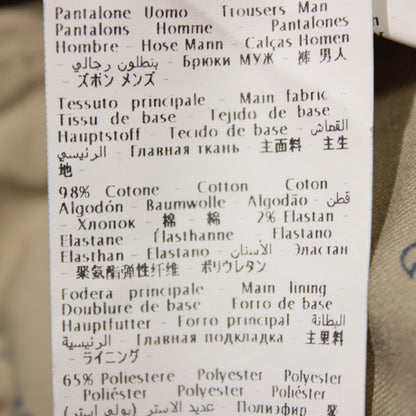 Pantalone Uomo - Trousers Man
Pantalons Homme - Pantalones
Hombre - Hose Mann - Calças Homen
- بنطلون رجالي - Брюки МУЖ - 裤 男人
- ズボン メンズ -
Tessuto principale - Main fabric -
Tissu de base - Tejido de base -
Hauptstoff - Tecido de base - القماش
الرئيسي - Главная ткань - 主面料 - 主生
地 -
98% Cotone - Cotton - Coton -
Algodón - Baumwolle - Algodão - قطن
- Хлопок - 棉 - 綿 - 2% Elastan -
Elastane - Élasthanne - Elastano -
Elasthan - Elastano - الأستان - Эластан
- 聚氨酯弹性纤维 - ポリウレタン
Fodera principale - Main lining -
Doublure de base - Forro de base -
Hauptfutter - Forro principal - البطانة
الرئيسية - Главная подкладка - 主里料
- ライニング -
65% Poliestere - Polyester -
Polyester - Poliéster - Polyester
Poliéster - عديد الاستر (بولي استر) - Полиэфир - 聚